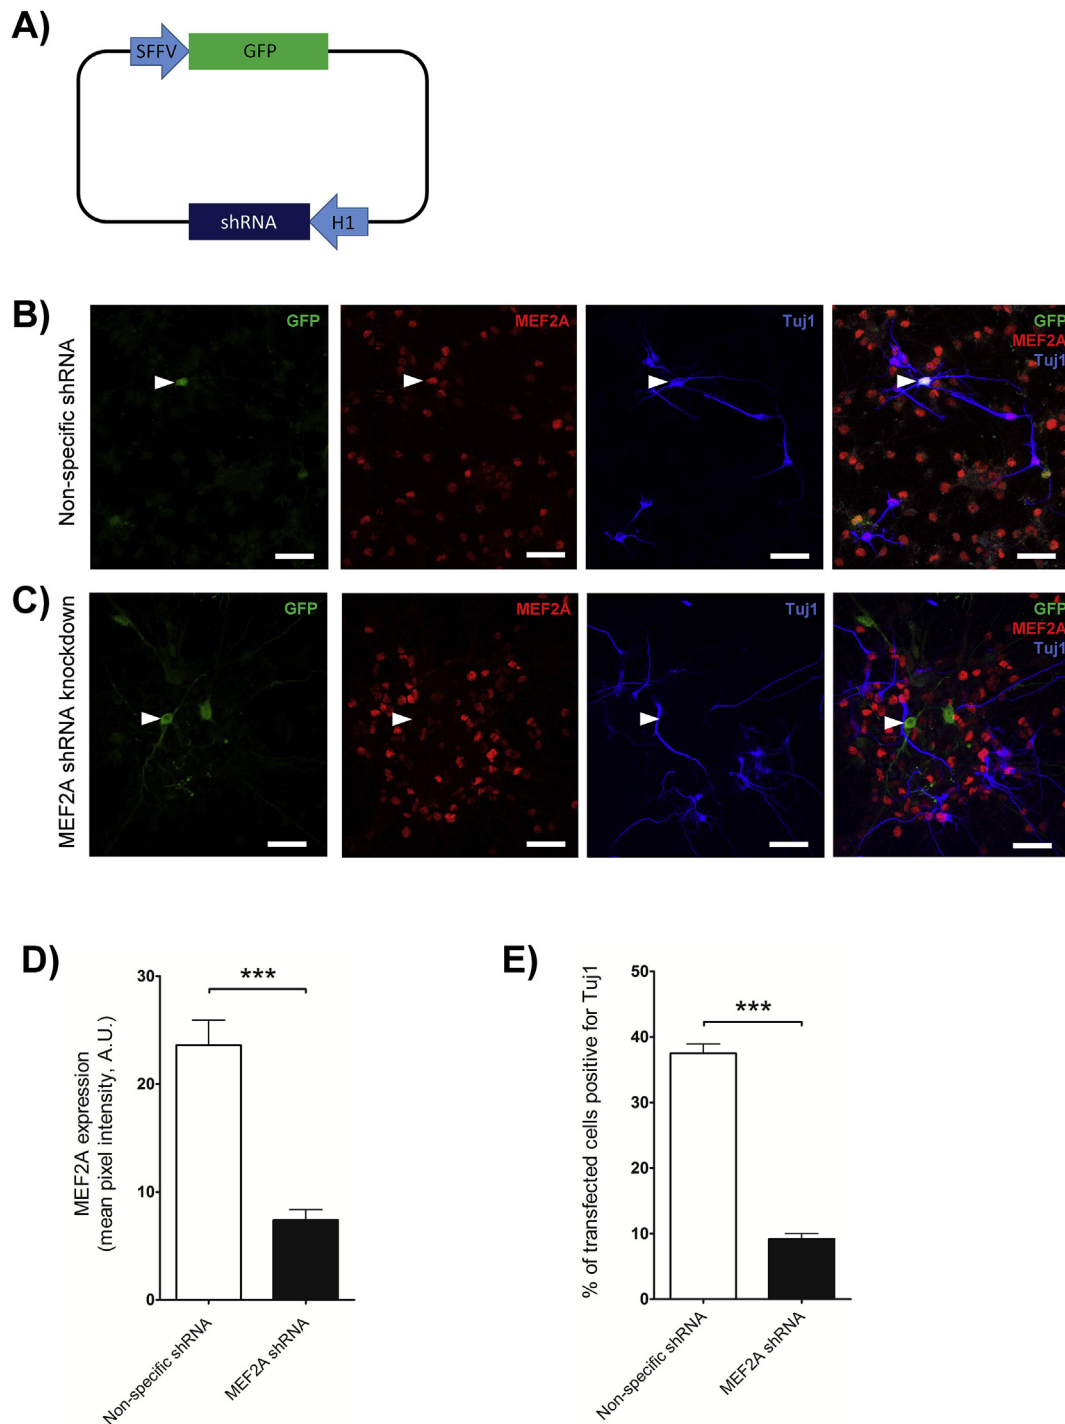 A)
SFFV
GFP
shRNA
H1
B)
Non-specific shRNA
GFP
MEF2A
Tuj1
GFP
MEF2A
Tuj1
C)
MEF2A shRNA knockdown
GFP
MEF2A
Tuj1
GFP
MEF2A
Tuj1
D)
MEF2A expression
(mean pixel intensity, A.U.)
30
20
10
0
***
Non-specific shRNA
MEF2A shRNA
E)
% of transfected cells positive for Tuj1
50
40
30
20
10
0
***
Non-specific shRNA
MEF2A shRNA